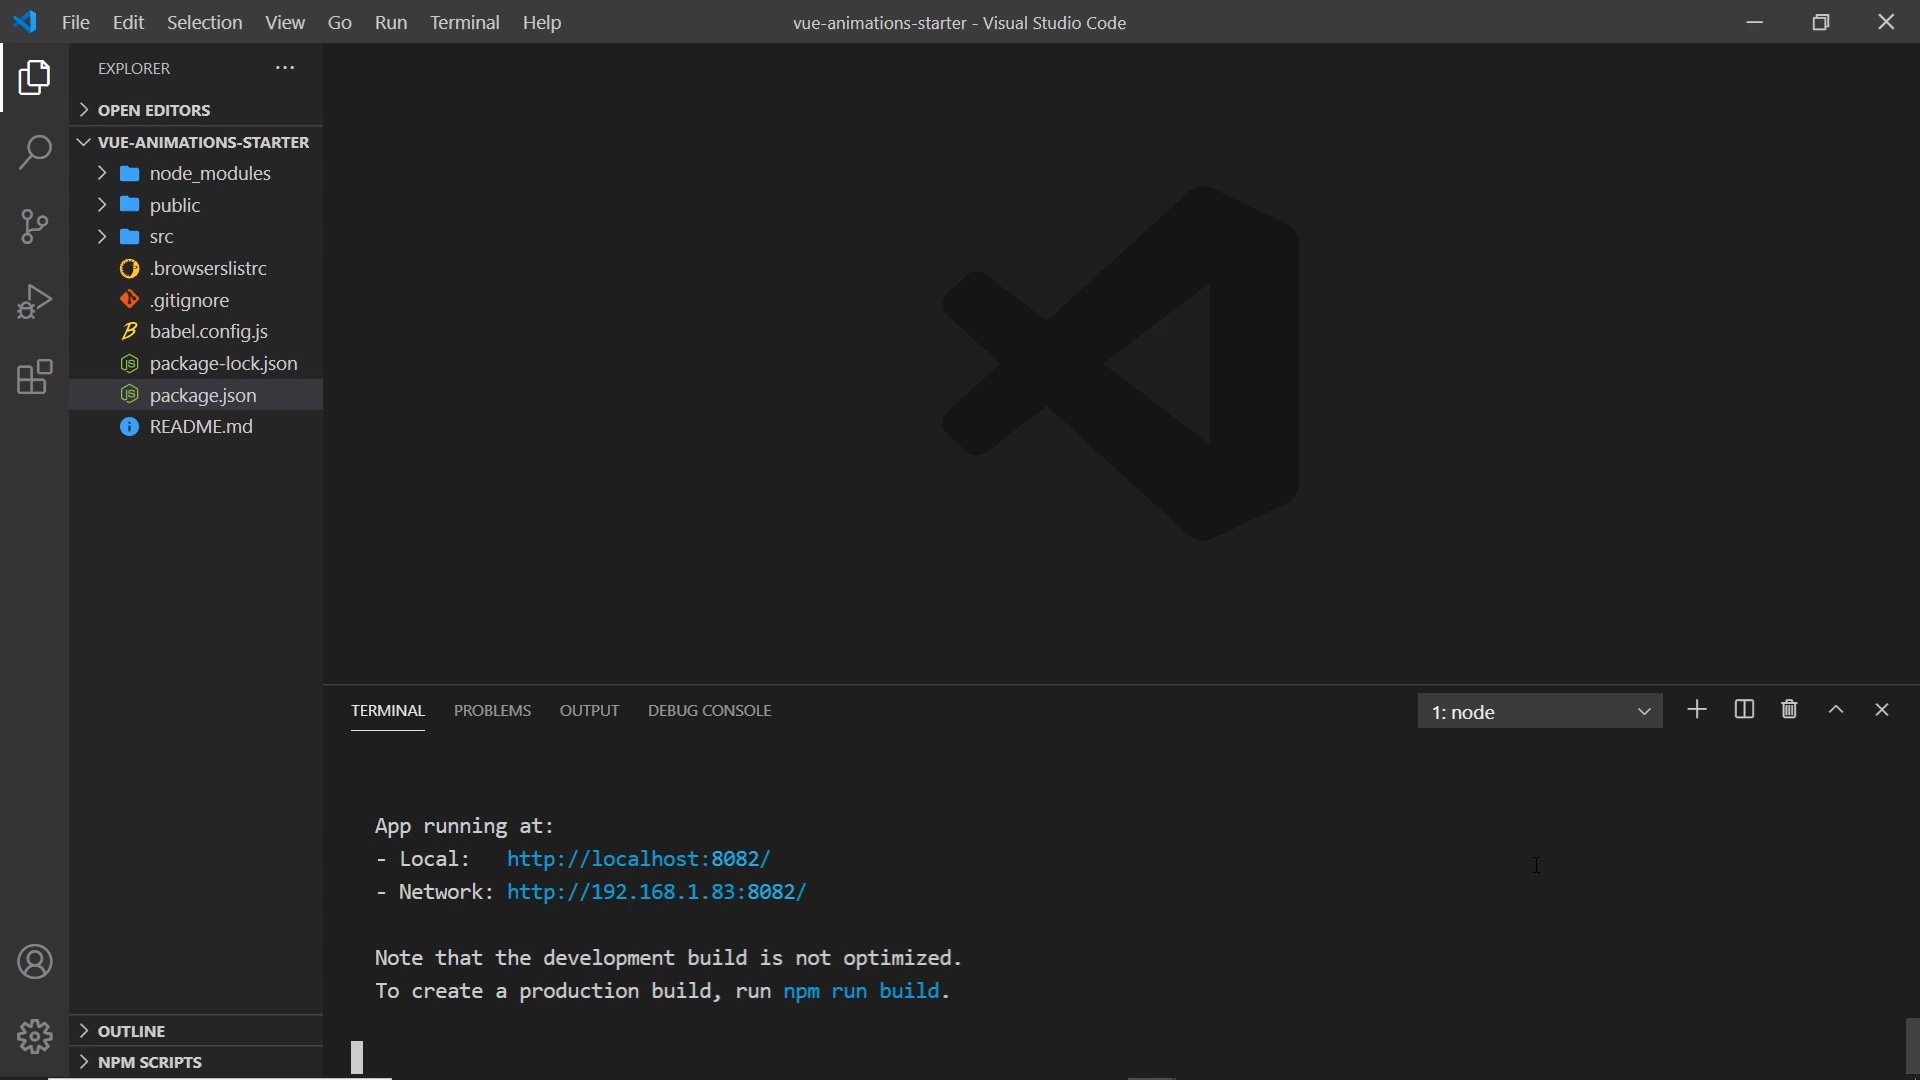 File Edit Selection View Go Run Terminal Help
vue-animations-starter - Visual Studio Code
EXPLORER
OPEN EDITORS
VUE-ANIMATIONS-STARTER
node_modules
public
src
.browserslistrc
.gitignore
babel.config.js
package-lock.json
package.json
README.md
OUTLINE
NPM SCRIPTS
TERMINAL PROBLEMS OUTPUT DEBUG CONSOLE
1: node
App running at:
- Local: http://localhost:8082/
- Network: http://192.168.1.83:8082/
Note that the development build is not optimized.
To create a production build, run npm run build.